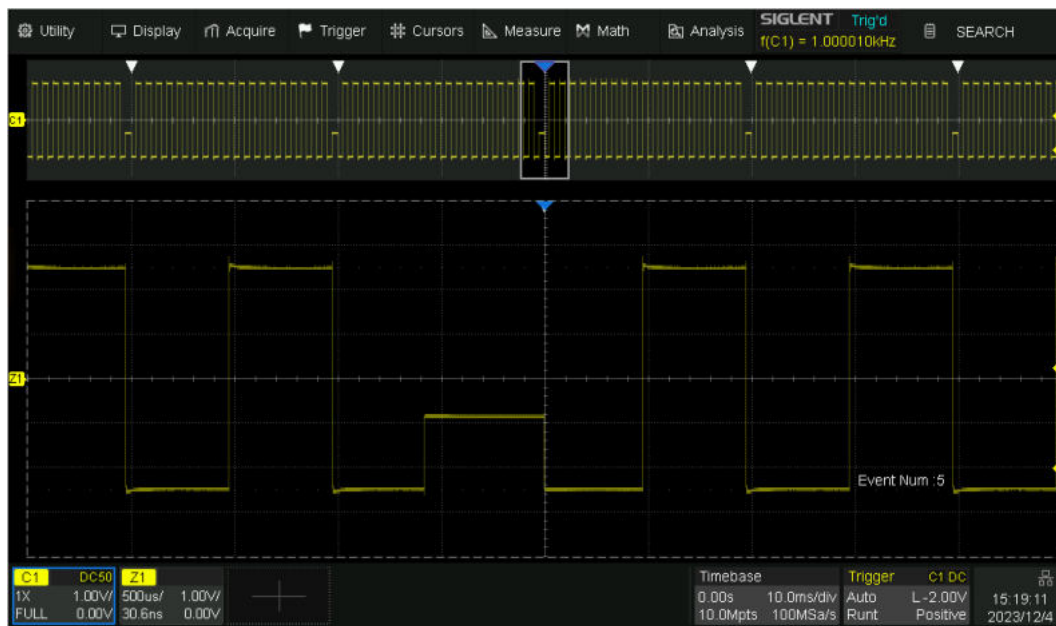 Utility Display Acquire Trigger Cursors Measure Math Analysis SIGLENT Trig'd SEARCH
f(C1) = 1.000010kHz
C1
Z1
Event Num :5
C1 DC50 Z1 Timebase Trigger C1 DC
1X 1.00V/ 500us/ 1.00V/ 0.00s 10.0ms/div Auto L-2.00V 15:19:11
FULL 0.00V 30.6ns 0.00V 10.0Mpts 100MSa/s Runt Positive 2023/12/4